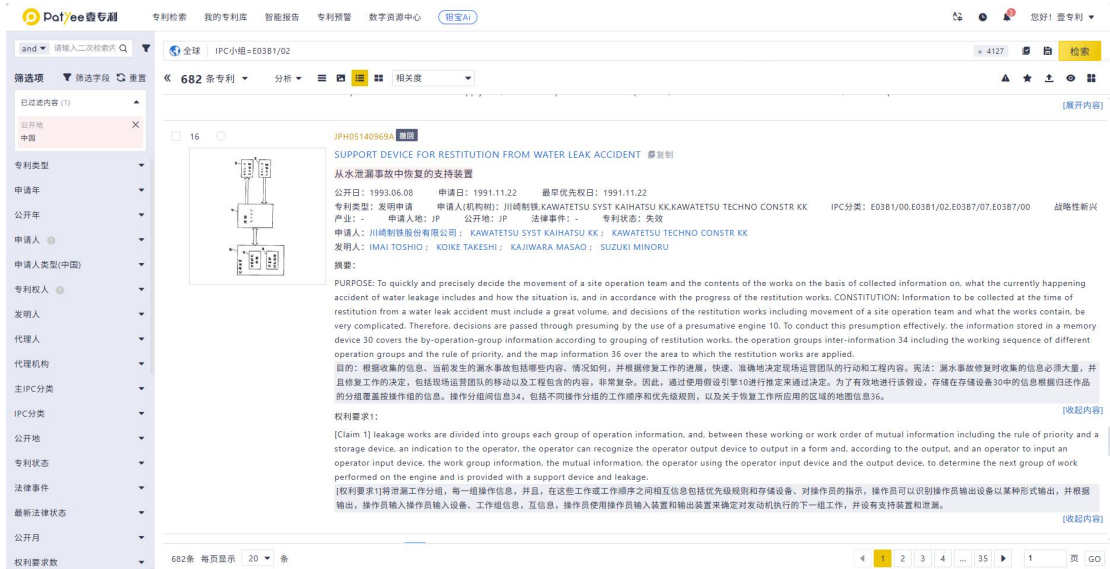 Patyee壹专利 专利检索 我的专利库 智能报告 专利预警 数字资源中心 钽宝Ai 3 您好！壹专利
and 请输入二次检索内
全球 IPC小组=E03B1/02 ≈ 4127 检索
筛选项 筛选字段 重置
682 条专利 分析 相关度
已过滤内容 (1)
公开地
中国
专利类型
申请年
公开年
申请人
申请人类型(中国)
专利权人
发明人
代理人
代理机构
主IPC分类
IPC分类
公开地
专利状态
法律事件
最新法律状态
公开月
权利要求数
[展开内容]
16 JPH05140969A 撤回
SUPPORT DEVICE FOR RESTITUTION FROM WATER LEAK ACCIDENT 复制
从水泄漏事故中恢复的支持装置
公开日：1993.06.08 申请日：1991.11.22 最早优先权日：1991.11.22
专利类型：发明申请 申请人(机构树)：川崎制铁,KAWATETSU SYST KAIHATSU KK,KAWATETSU TECHNO CONSTR KK IPC分类：E03B1/00,E03B1/02,E03B7/07,E03B7/00 战略性新兴
产业：- 申请人地：JP 公开地：JP 法律事件：- 专利状态：失效
申请人：川崎制铁股份有限公司； KAWATETSU SYST KAIHATSU KK； KAWATETSU TECHNO CONSTR KK
发明人：IMAI TOSHIO； KOIKE TAKESHI； KAJIWARA MASAO； SUZUKI MINORU
摘要：
PURPOSE: To quickly and precisely decide the movement of a site operation team and the contents of the works on the basis of collected information on, what the currently happening
accident of water leakage includes and how the situation is, and in accordance with the progress of the restitution works. CONSTITUTION: Information to be collected at the time of
restitution from a water leak accident must include a great volume, and decisions of the restitution works including movement of a site operation team and what the works contain, be
very complicated. Therefore, decisions are passed through presuming by the use of a presumative engine 10. To conduct this presumption effectively, the information stored in a memory
device 30 covers the by-operation-group information according to grouping of restitution works, the operation groups inter-information 34 including the working sequence of different
operation groups and the rule of priority, and the map information 36 over the area to which the restitution works are applied.
目的：根据收集的信息、当前发生的漏水事故包括哪些内容、情况如何，并根据修复工作的进展，快速、准确地决定现场运营团队的行动和工程内容。宪法：漏水事故修复时收集的信息必须大量，并
且修复工作的决定，包括现场运营团队的移动以及工程包含的内容，非常复杂。因此，通过使用假设引擎10进行推定来通过决定。为了有效地进行该假设，存储在存储设备30中的信息根据归还作品
的分组覆盖按操作组的信息。操作分组间信息34，包括不同操作分组的工作顺序和优先级规则，以及关于恢复工作所应用的区域的地图信息36。
[收起内容]
权利要求1：
[Claim 1] leakage works are divided into groups each group of operation information, and, between these working or work order of mutual information including the rule of priority and a
storage device, an indication to the operator, the operator can recognize the operator output device to output in a form and, according to the output, and an operator to input an
operator input device, the work group information, the mutual information, the operator using the operator input device and the output device, to determine the next group of work
performed on the engine and is provided with a support device and leakage.
[权利要求1]将泄漏工作分组，每一组操作信息，并且，在这些工作或工作顺序之间相互信息包括优先级规则和存储设备、对操作员的指示，操作员可以识别操作员输出设备以某种形式输出，并根据
输出，操作员输入操作员输入设备、工作组信息，互信息，操作员使用操作员输入装置和输出装置来确定对发动机执行的下一组工作，并设有支持装置和泄漏。
[收起内容]
682条 每页显示 20 条 1 2 3 4 ... 35 1 页 GO